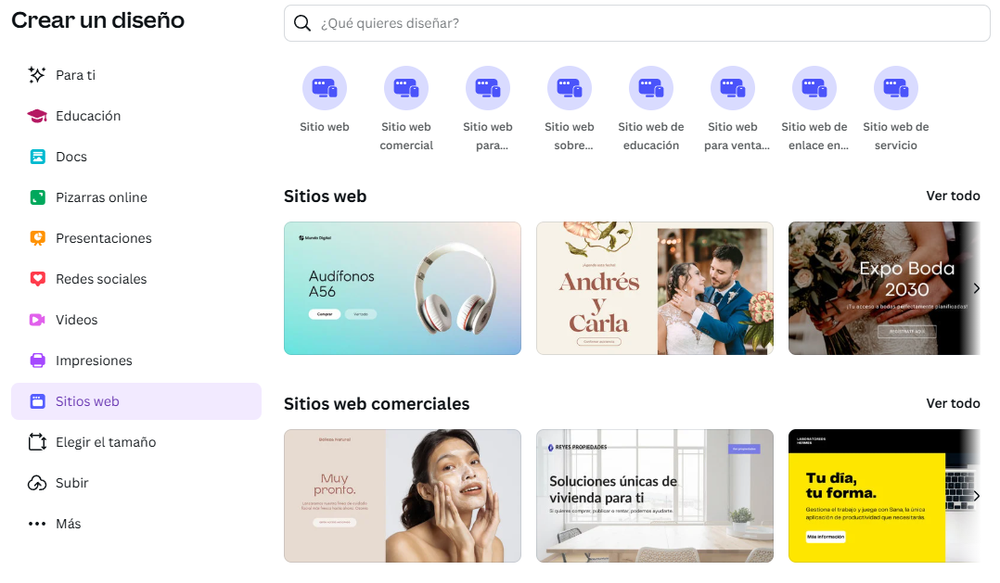 Crear un diseño
¿Qué quieres diseñar?
Para ti
Educación
Docs
Pizarras online
Presentaciones
Redes sociales
Videos
Impresiones
Sitios web
Elegir el tamaño
Subir
Más
Sitio web
Sitio web
comercial
Sitio web
para...
Sitio web
sobre...
Sitio web de
educación
Sitio web
para venta...
Sitio web de
enlace en...
Sitio web de
servicio
Sitios web
Ver todo
Mundo Digital
Audífonos
A56
Comprar
Ver todo
¡Agenda esta fecha!
Andrés
y
Carla
Confirmar asistencia
Expo Boda
2030
¡Tu acceso a bodas perfectamente planificadas!
REGÍSTRATE AQUÍ
Sitios web comerciales
Ver todo
Belleza Natural
Muy
pronto.
REYES PROPIEDADES
Ver propiedades
Soluciones únicas de
vivienda para ti
Si quieres comprar, publicar o rentar, podemos ayudarte.
LABORATORIOS
HERMES
Tu día,
tu forma.
Gestiona el trabajo y juega con Sana, la única
aplicación de productividad que necesitarás.
Más información